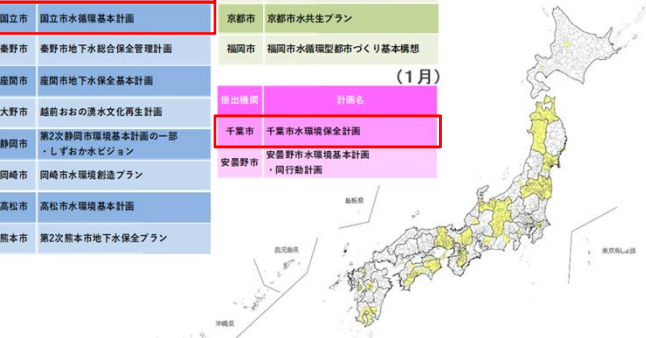 国立市 国立市水循環基本計画
秦野市 秦野市地下水総合保全管理計画
座間市 座間市地下水保全基本計画
大野市 越前おおの湧水文化再生計画
静岡市 第2次静岡市環境基本計画の一部
・しずおか水ビジョン
岡崎市 岡崎市水環境創造プラン
高松市 高松市水環境基本計画
熊本市 第2次熊本市地下水保全プラン
京都市 京都市水共生プラン
福岡市 福岡市水循環型都市づくり基本構想
（1月）
提出機関 計画名
千葉市 千葉市水環境保全計画
安曇野市 安曇野市水環境基本計画
・同行動計画
島根県
鹿児島県
沖縄県